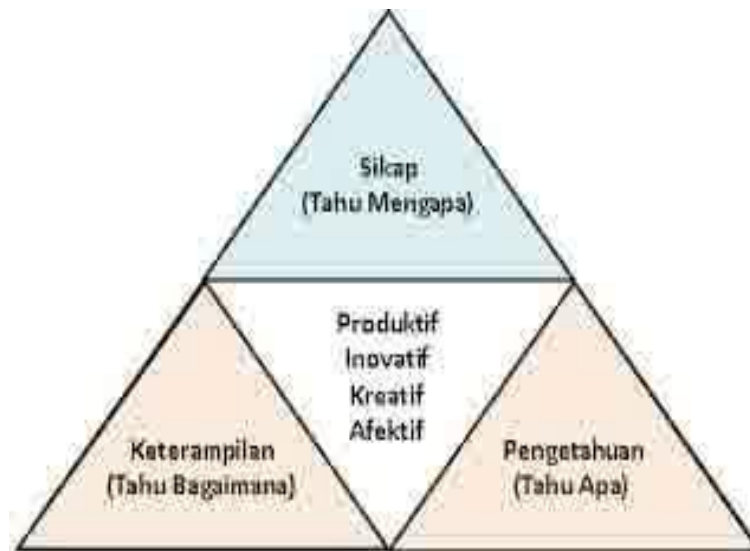 Sikap
(Tahu Mengapa)
Produktif
Inovatif
Kreatif
Afektif
Keterampilan
(Tahu Bagaimana)
Pengetahuan
(Tahu Apa)